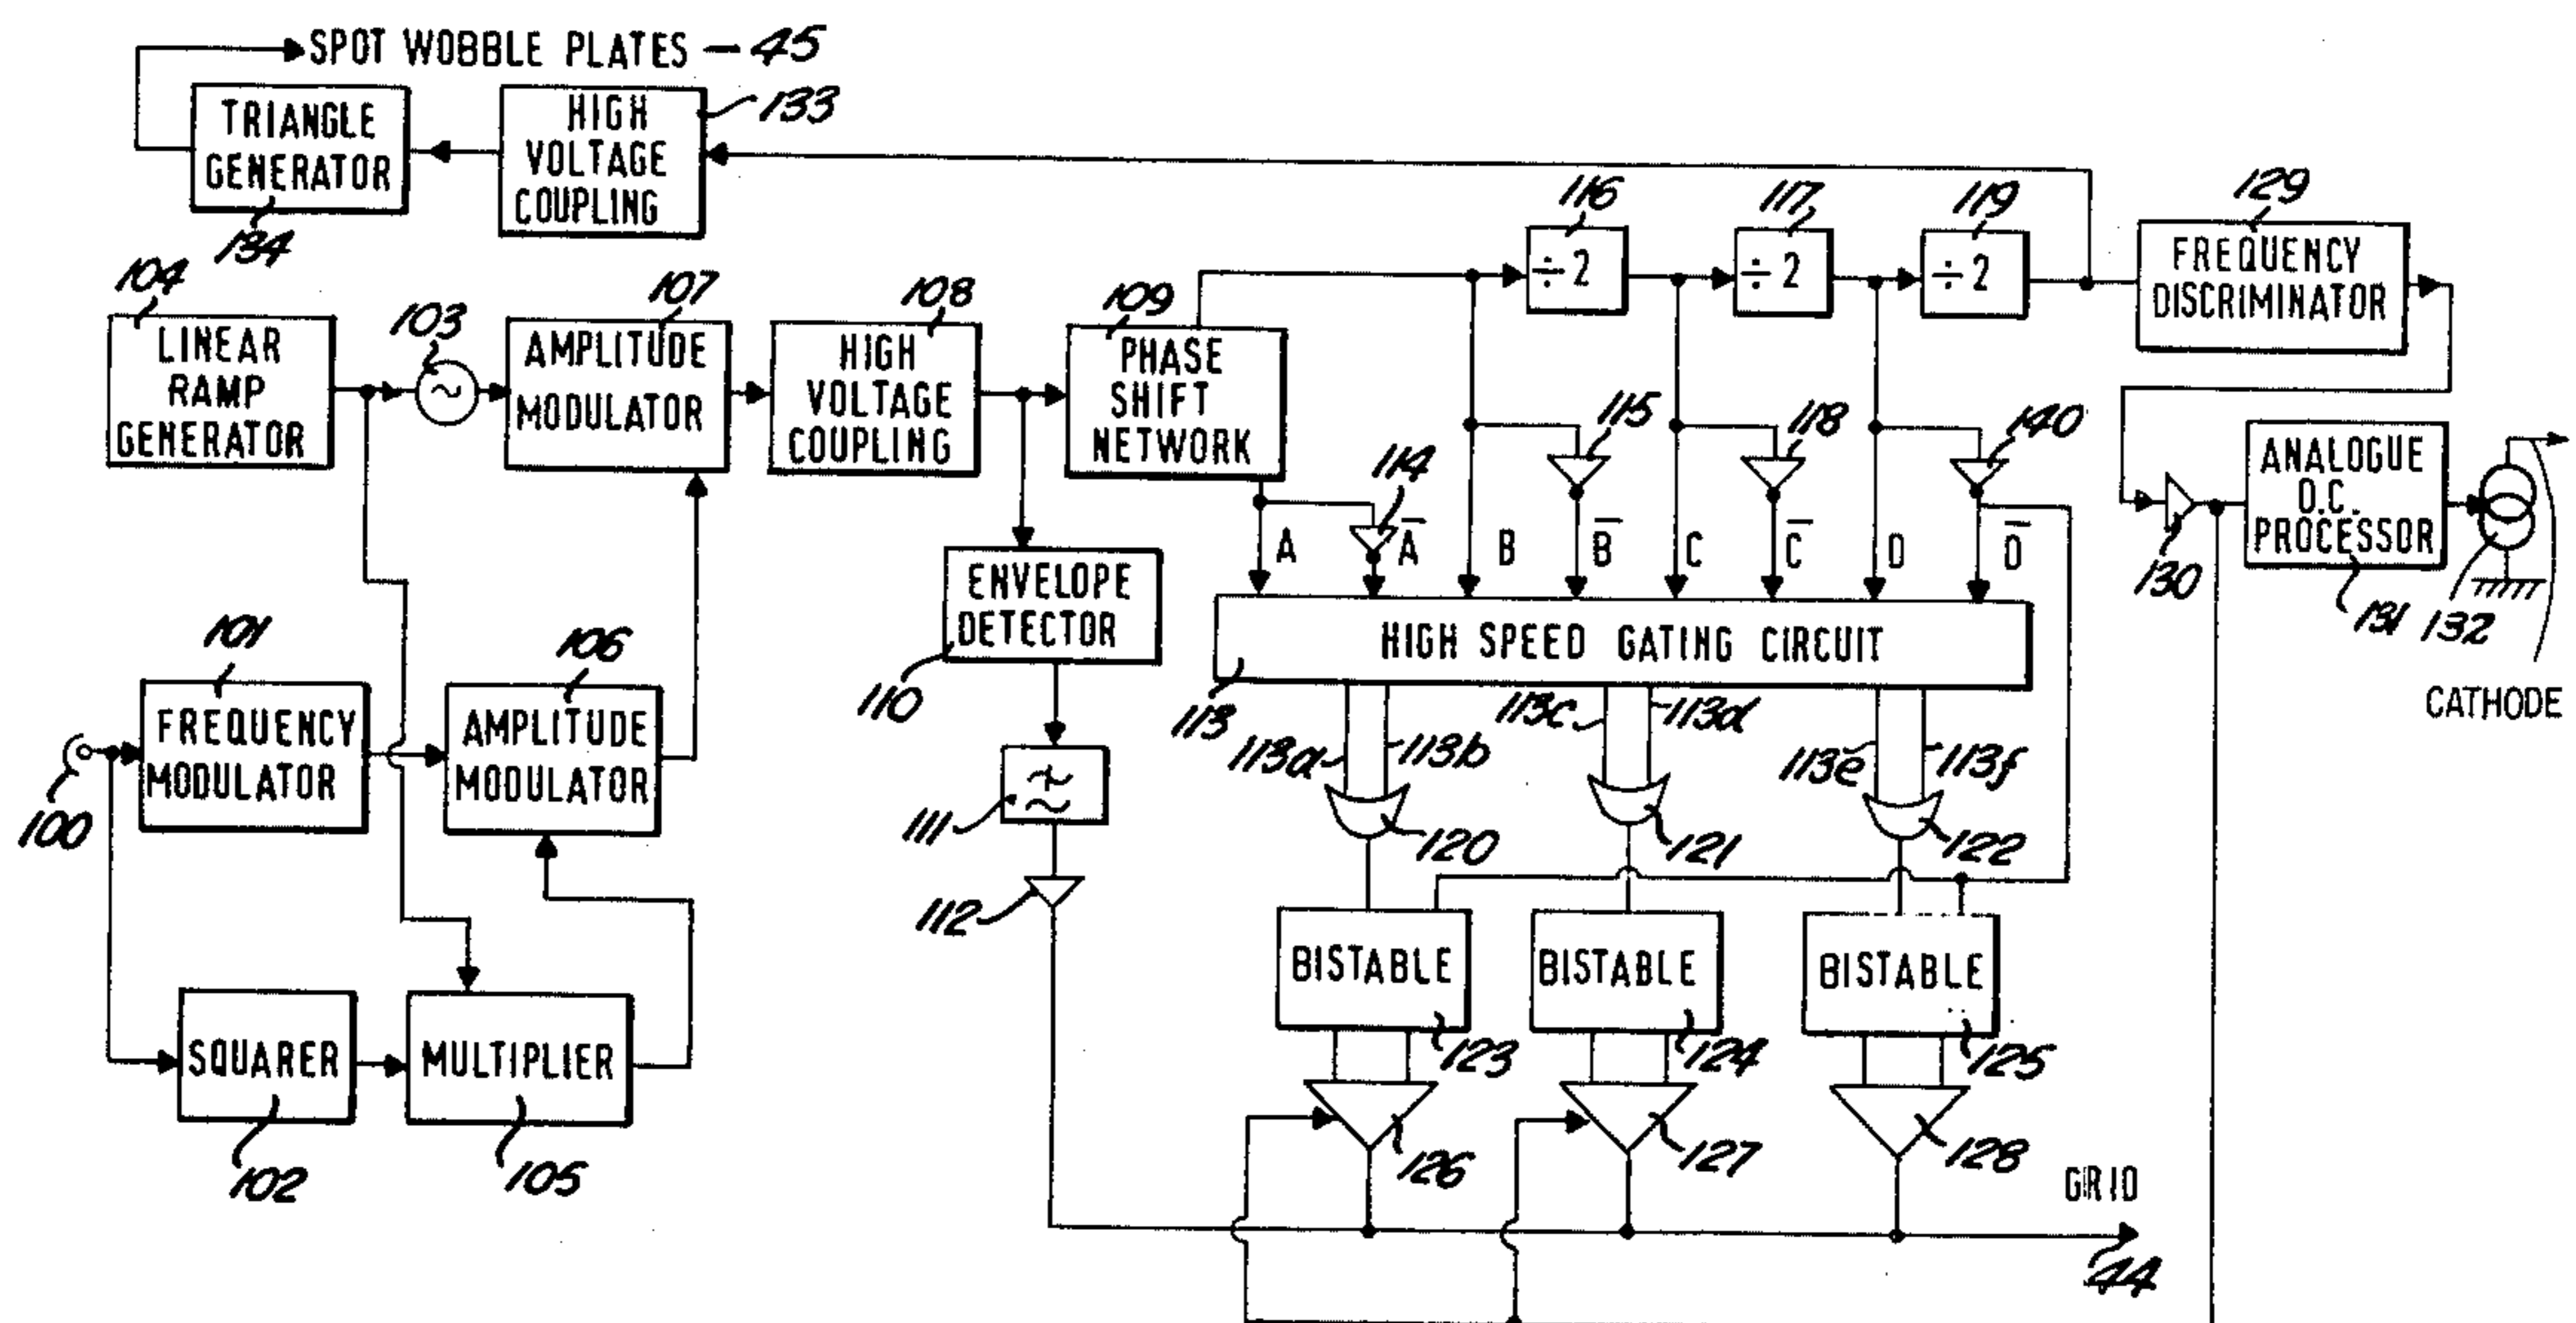 SPOT WOBBLE PLATES — 45
TRIANGLE
GENERATOR
134
HIGH
VOLTAGE
COUPLING
133
116
÷ 2
117
÷ 2
119
÷ 2
129
FREQUENCY
DISCRIMINATOR
104
LINEAR
RAMP
GENERATOR
103
~
107
AMPLITUDE
MODULATOR
108
HIGH
VOLTAGE
COUPLING
109
PHASE
SHIFT
NETWORK
114
115
118
140
A
A̅
B
B̅
C
C̅
D
D̅
130
ANALOGUE
D.C.
PROCESSOR
131
132
CATHODE
ENVELOPE
DETECTOR
110
HIGH SPEED GATING CIRCUIT
113
113a
113b
113c
113d
113e
113f
101
FREQUENCY
MODULATOR
106
AMPLITUDE
MODULATOR
100
111
112
120
121
122
BISTABLE
123
BISTABLE
124
BISTABLE
125
SQUARER
102
MULTIPLIER
105
126
127
128
GRID
44